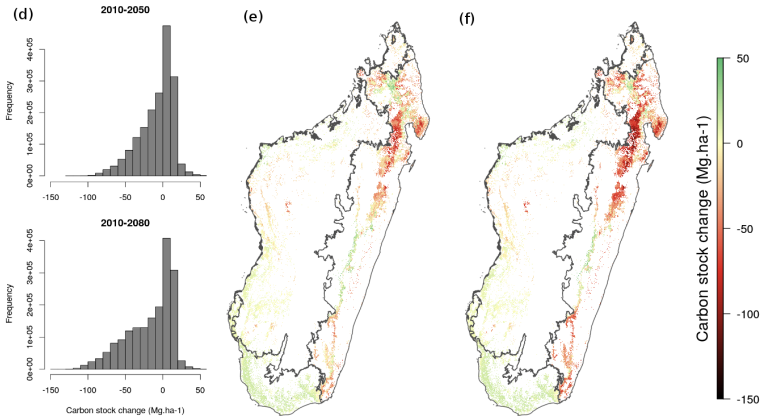 (d)
2010-2050
Frequency
0e+00 1e+05 2e+05 3e+05 4e+05
-150 -100 -50 0 50
2010-2080
Frequency
0e+00 1e+05 2e+05 3e+05 4e+05
-150 -100 -50 0 50
Carbon stock change (Mg.ha-1)
(e)
(f)
Carbon stock change (Mg.ha-1)
50
0
-50
-100
-150